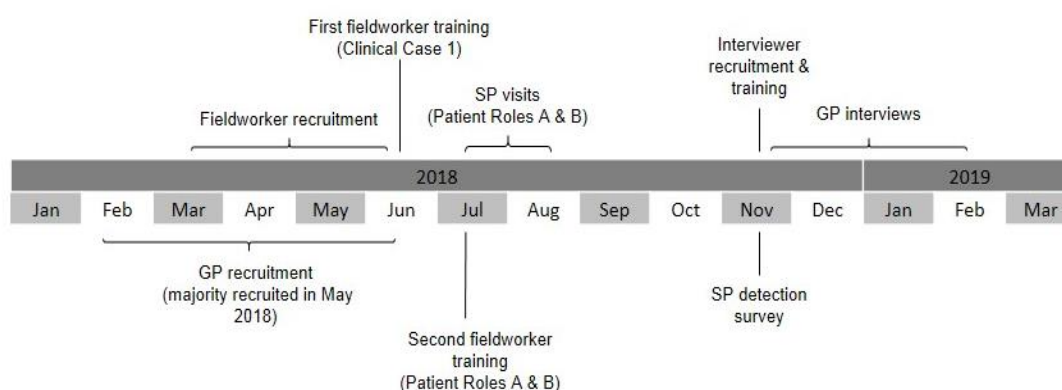 First fieldworker training
(Clinical Case 1)
Interviewer
recruitment &
training
SP visits
(Patient Roles A & B)
Fieldworker recruitment
GP interviews
2018
2019
Jan
Feb
Mar
Apr
May
Jun
Jul
Aug
Sep
Oct
Nov
Dec
Jan
Feb
Mar
GP recruitment
(majority recruited in May
2018)
SP detection
survey
Second fieldworker
training
(Patient Roles A & B)